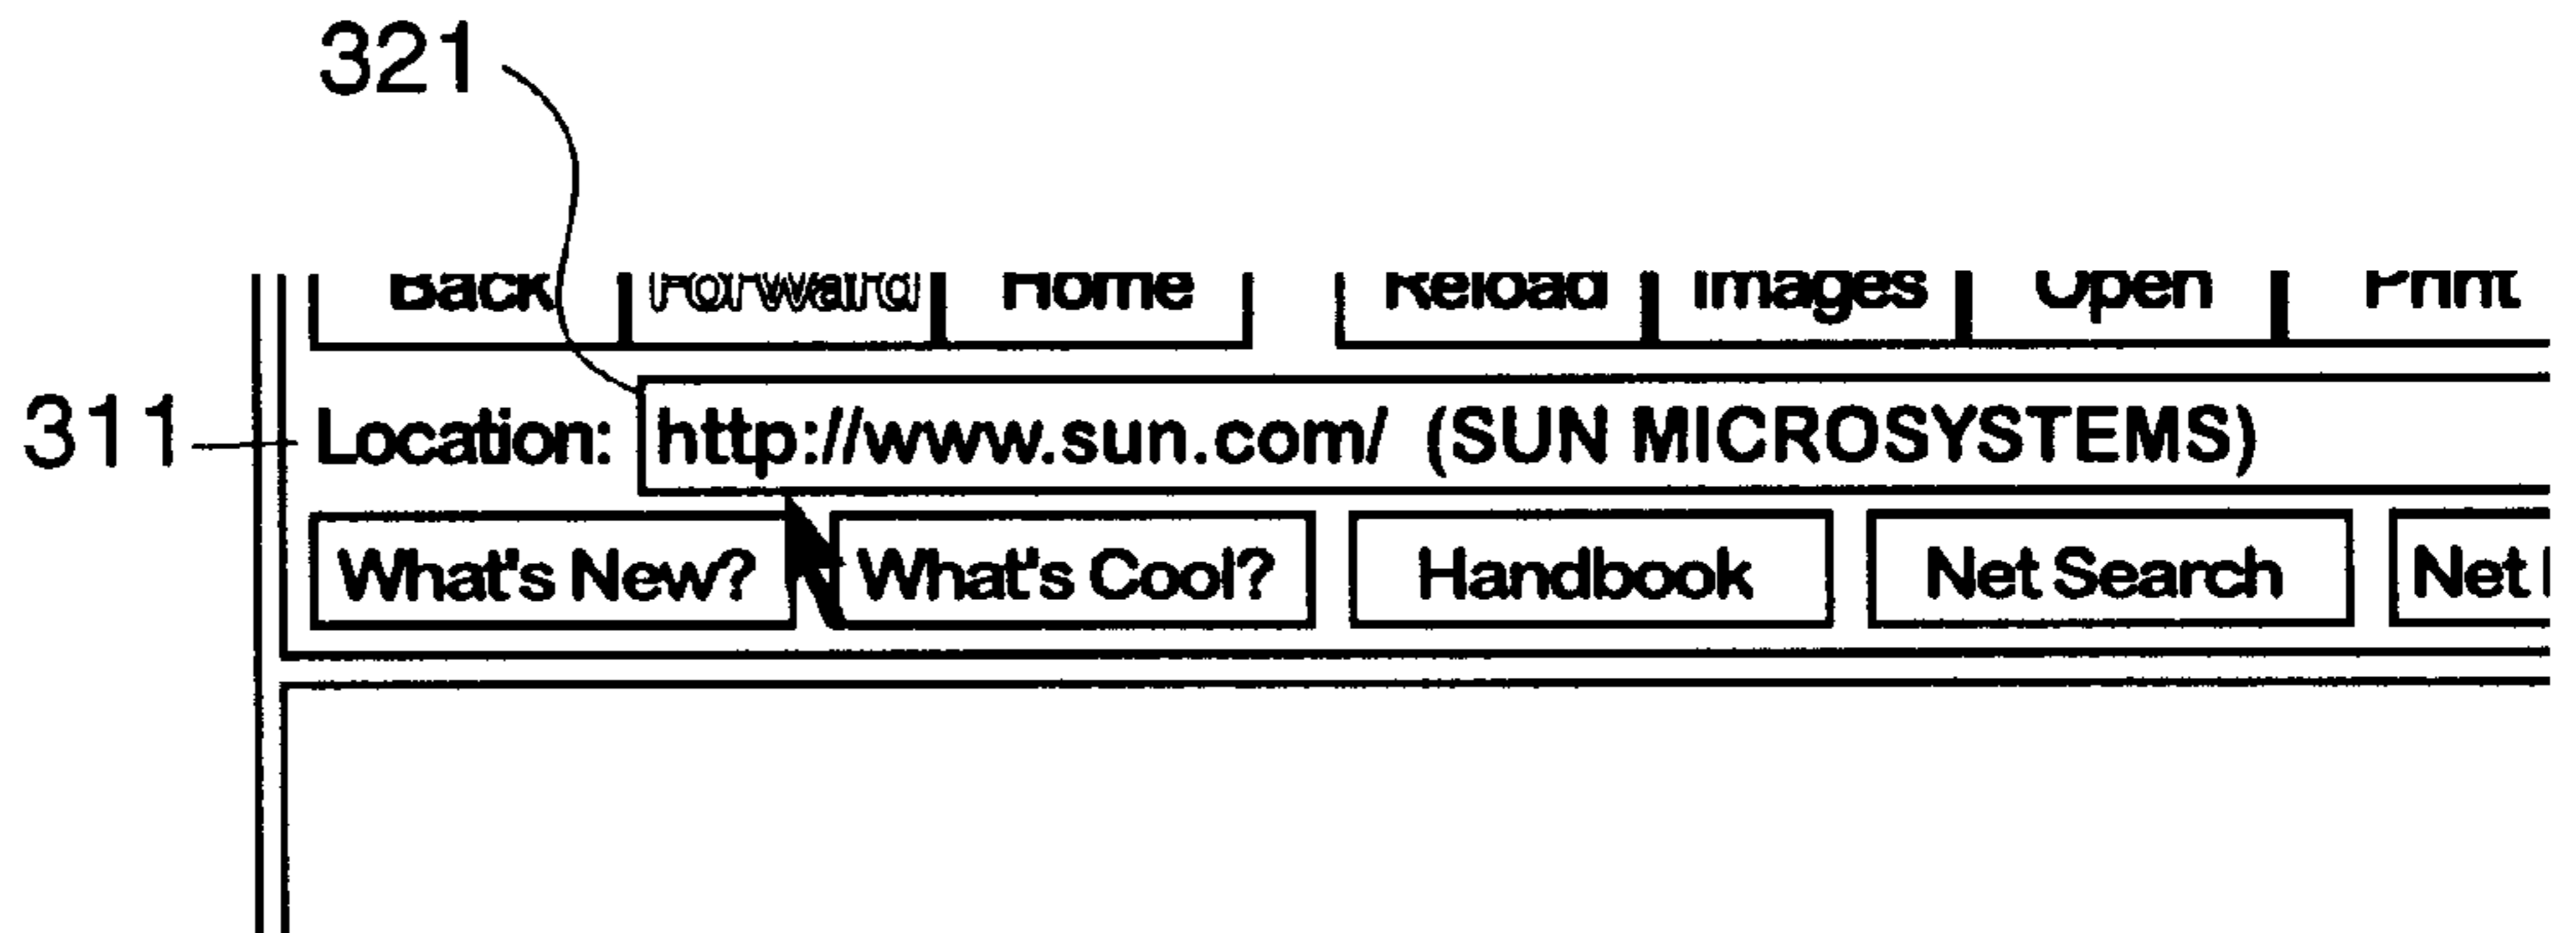 321
Back Forward Home Reload Images Open Print
311 Location: http://www.sun.com/ (SUN MICROSYSTEMS)
What's New? What's Cool? Handbook Net Search Net